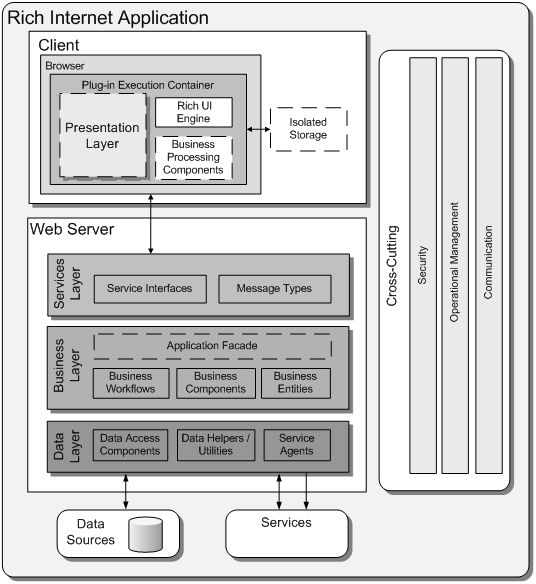 Rich Internet Application
Client
Browser
Plug-in Execution Container
Presentation
Layer
Rich UI
Engine
Business
Processing
Components
Isolated
Storage
Web Server
Services
Layer
Service Interfaces
Message Types
Business
Layer
Application Facade
Business
Workflows
Business
Components
Business
Entities
Data
Layer
Data Access
Components
Data Helpers /
Utilities
Service
Agents
Data
Sources
Services
Cross-Cutting
Security
Operational Management
Communication